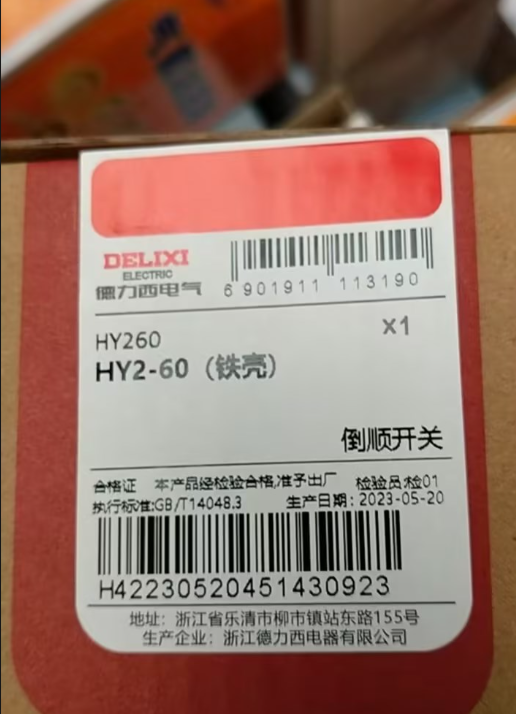 DELIXI
ELECTRIC
德力西电气
6 901911 113190
HY260
x1
HY2-60（铁壳）
倒顺开关
合格证 本产品经检验合格,准予出厂 检验员:检01
执行标准:GB/T14048.3 生产日期:2023-05-20
H42230520451430923
地址: 浙江省乐清市柳市镇站东路155号
生产企业: 浙江德力西电器有限公司